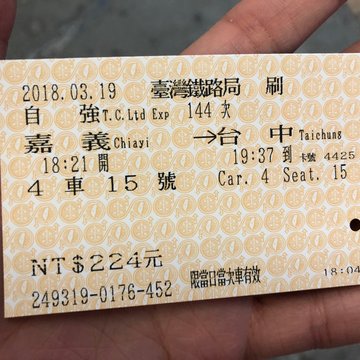 2018.03.19 臺灣鐵路局 刷
自強 T.C.Ltd Exp 144 次
嘉義 Chiayi →台中 Taichung
18:21 開 19:37 到 卡號 4425
4 車 15 號 Car. 4 Seat. 15
NT$224元
249319-0176-452 限當日當次車有效
18:04